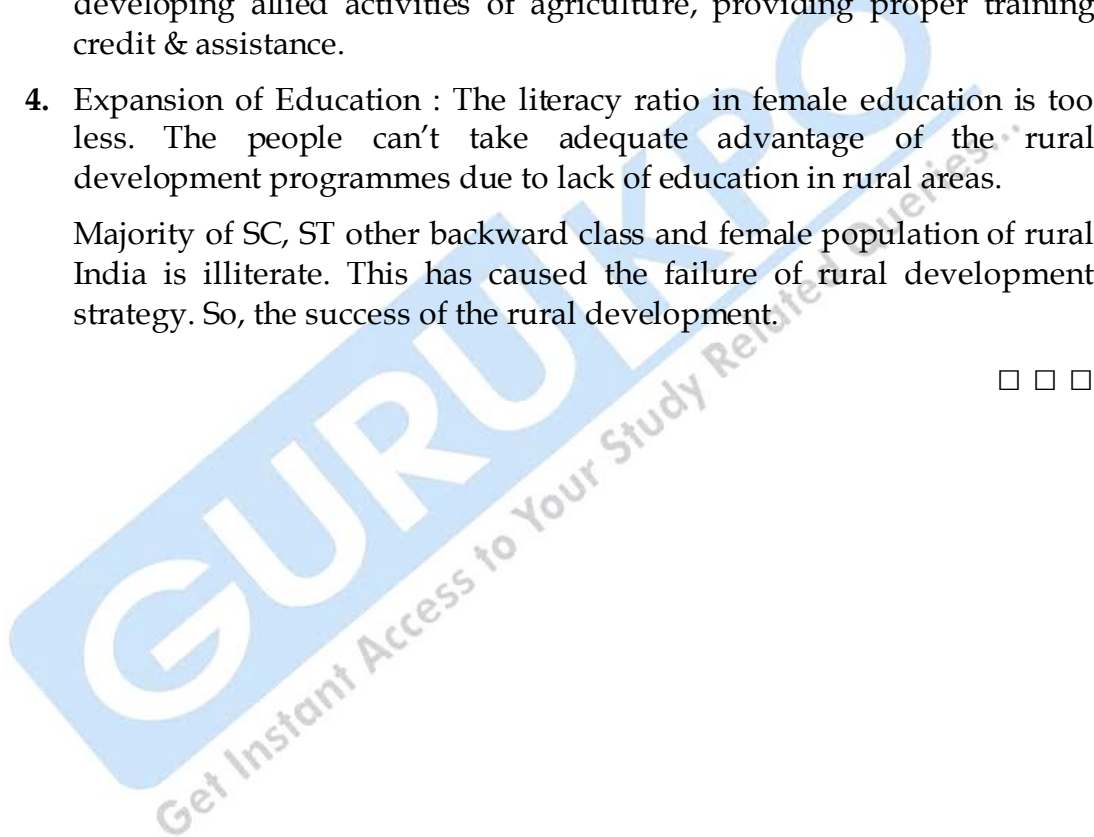 developing allied activities of agriculture, providing proper training
credit & assistance.
4. Expansion of Education : The literacy ratio in female education is too
less. The people can't take adequate advantage of the rural
development programmes due to lack of education in rural areas.
Majority of SC, ST other backward class and female population of rural
India is illiterate. This has caused the failure of rural development
strategy. So, the success of the rural development.
□ □ □
GURUKPO
Get Instant Access to Your Study Related Queries...